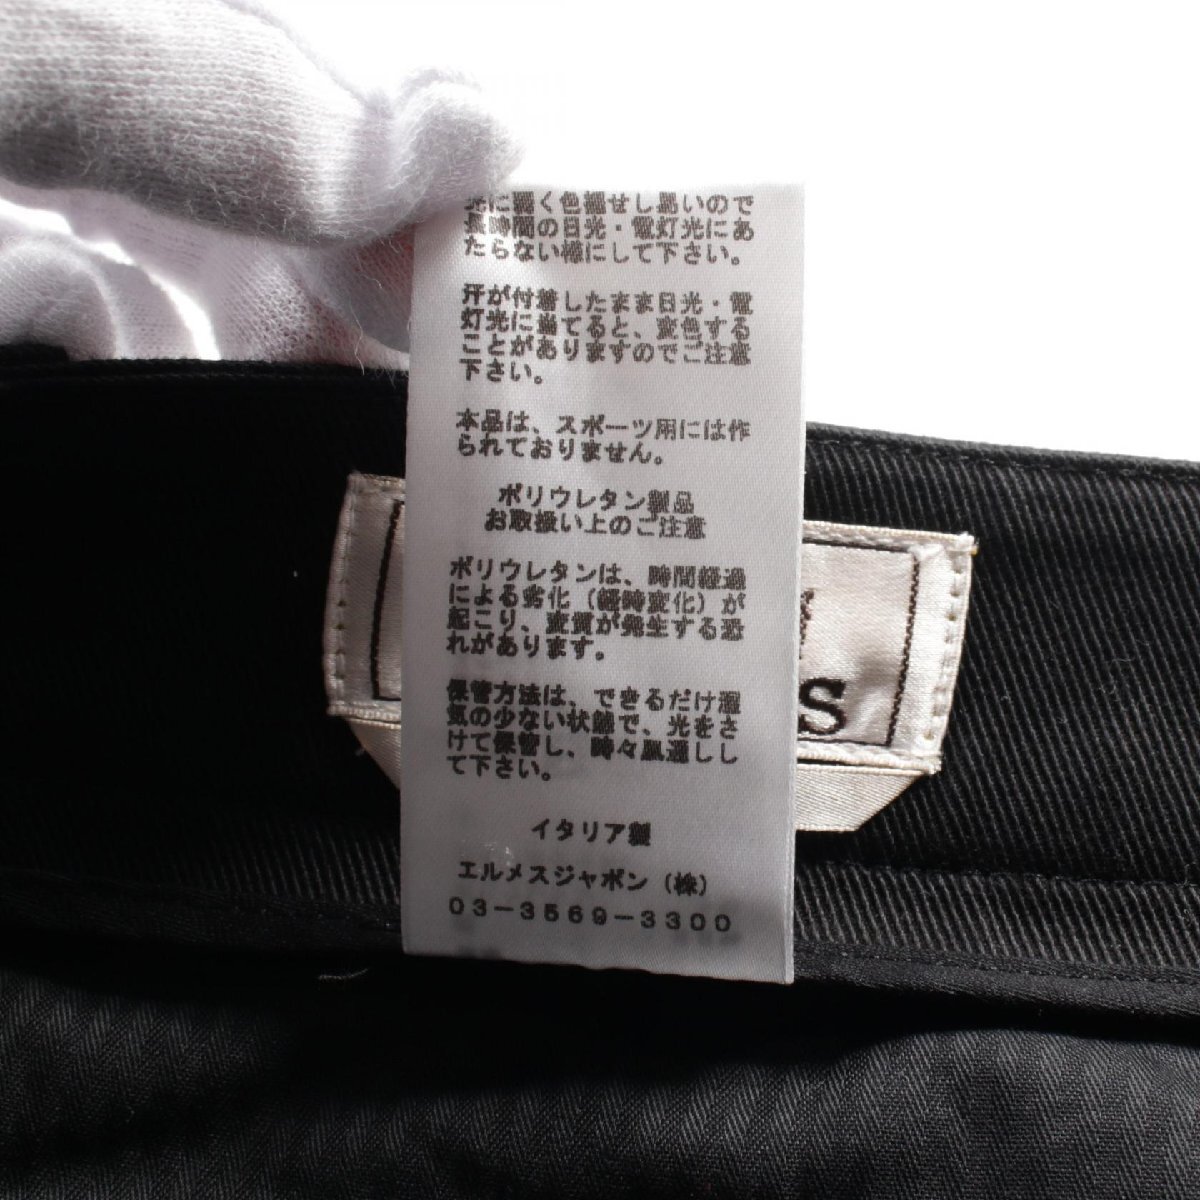 光に弱く色褪せし易いので
長時間の日光・電灯光にあ
たらない様にして下さい。
汗が付着したまま日光・電
灯光に当てると、変色する
ことがありますのでご注意
下さい。
本品は、スポーツ用には作
られておりません。
ポリウレタン製品
お取扱い上のご注意
ポリウレタンは、時間経過
による劣化（経時変化）が
起こり、変質が発生する恐
れがあります。
保管方法は、できるだけ湿
気の少ない状態で、光をさ
けて保管し、時々風通しし
て下さい。
イタリア製
エルメスジャポン（株）
03-3569-3300
S